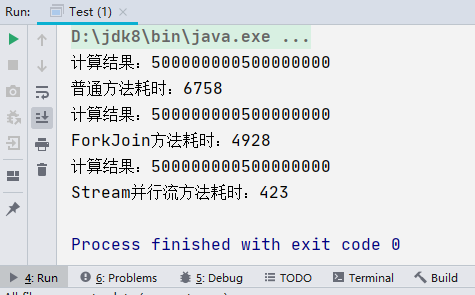 Run: Test (1) ×
D:\jdk8\bin\java.exe ...
计算结果：500000000500000000
普通方法耗时：6758
计算结果：500000000500000000
ForkJoin方法耗时：4928
计算结果：500000000500000000
Stream并行流方法耗时：423
Process finished with exit code 0
4: Run 6: Problems 5: Debug TODO Terminal Build